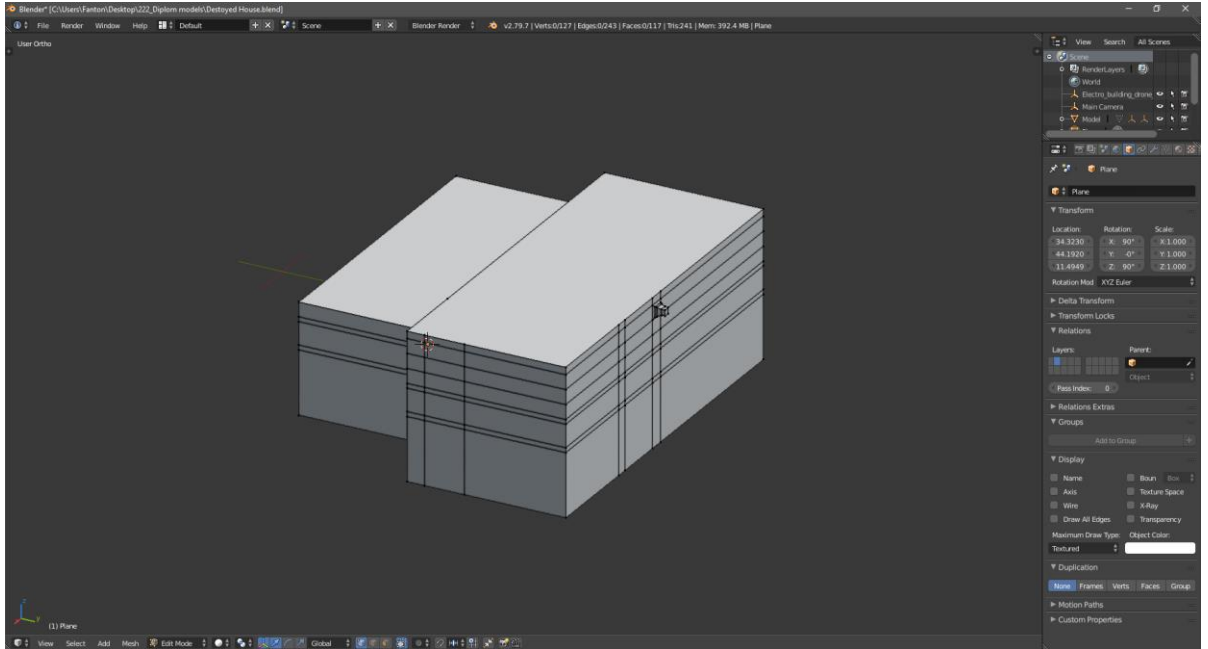 Blender* [C:\Users\Fanton\Desktop\222_Diplom models\Destoyed House.blend]
File Render Window Help Default Scene Blender Render v2.79.7 | Verts:0/127 | Edges:0/243 | Faces:0/117 | Tris:241 | Mem: 392.4 MB | Plane
User Ortho
View Search All Scenes
Scene
RenderLayers
World
Electro_building_drone
Main Camera
Model
Plane
Plane
Transform
Location: Rotation: Scale:
34.3230 X: 90° X:1.000
44.1920 Y: -0° Y:1.000
11.4949 Z: 90° Z:1.000
Rotation Mod XYZ Euler
Delta Transform
Transform Locks
Relations
Layers: Parent:
Object
Pass Index: 0
Relations Extras
Groups
Add to Group
Display
Name Boun Box
Axis Texture Space
Wire X-Ray
Draw All Edges Transparency
Maximum Draw Type: Object Color:
Textured
Duplication
None Frames Verts Faces Group
Motion Paths
Custom Properties
z
y
(1) Plane
View Select Add Mesh Edit Mode Global